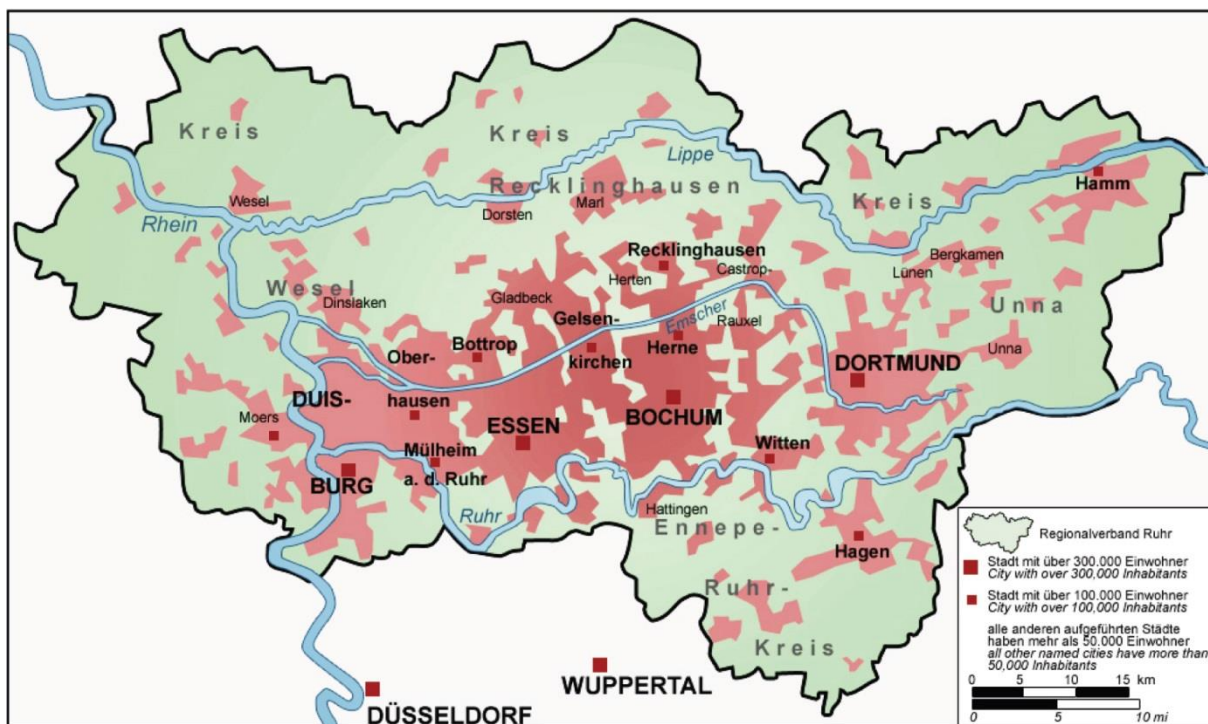 Kreis
Kreis
Lippe
Recklinghausen
Hamm
Wesel
Dorsten
Marl
Kreis
Rhein
Recklinghausen
Bergkamen
Castrop-
Lünen
Herten
Wesel
Dinslaken
Gladbeck
Unna
Gelsen-
Emscher
Rauxel
Bottrop
Herne
Unna
Ober-
kirchen
DORTMUND
DUIS-
hausen
BOCHUM
Moers
ESSEN
Witten
Mülheim
a. d. Ruhr
BURG
Hattingen
Ruhr
Ennepe-
Hagen
Ruhr-
Kreis
WUPPERTAL
DÜSSELDORF
Regionalverband Ruhr
Stadt mit über 300.000 Einwohner
City with over 300,000 Inhabitants
Stadt mit über 100.000 Einwohner
City with over 100,000 Inhabitants
alle anderen aufgeführten Städte
haben mehr als 50.000 Einwohner
all other named cities have more than
50,000 Inhabitants
0 5 10 15 km
0 5 10 mi